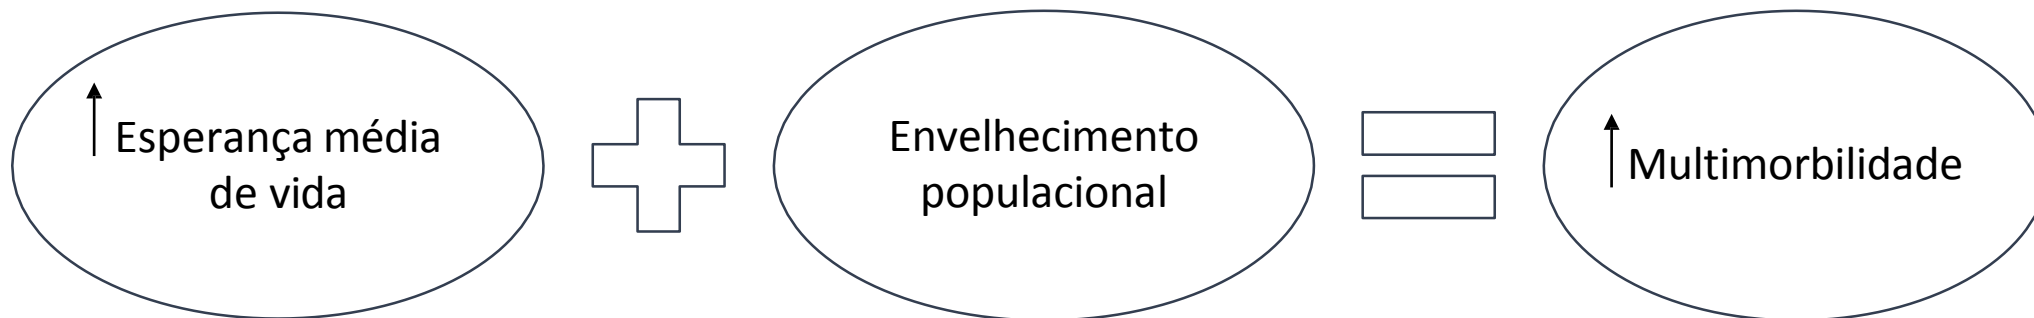 ↑ Esperança média
de vida
Envelhecimento
populacional
↑ Multimorbilidade